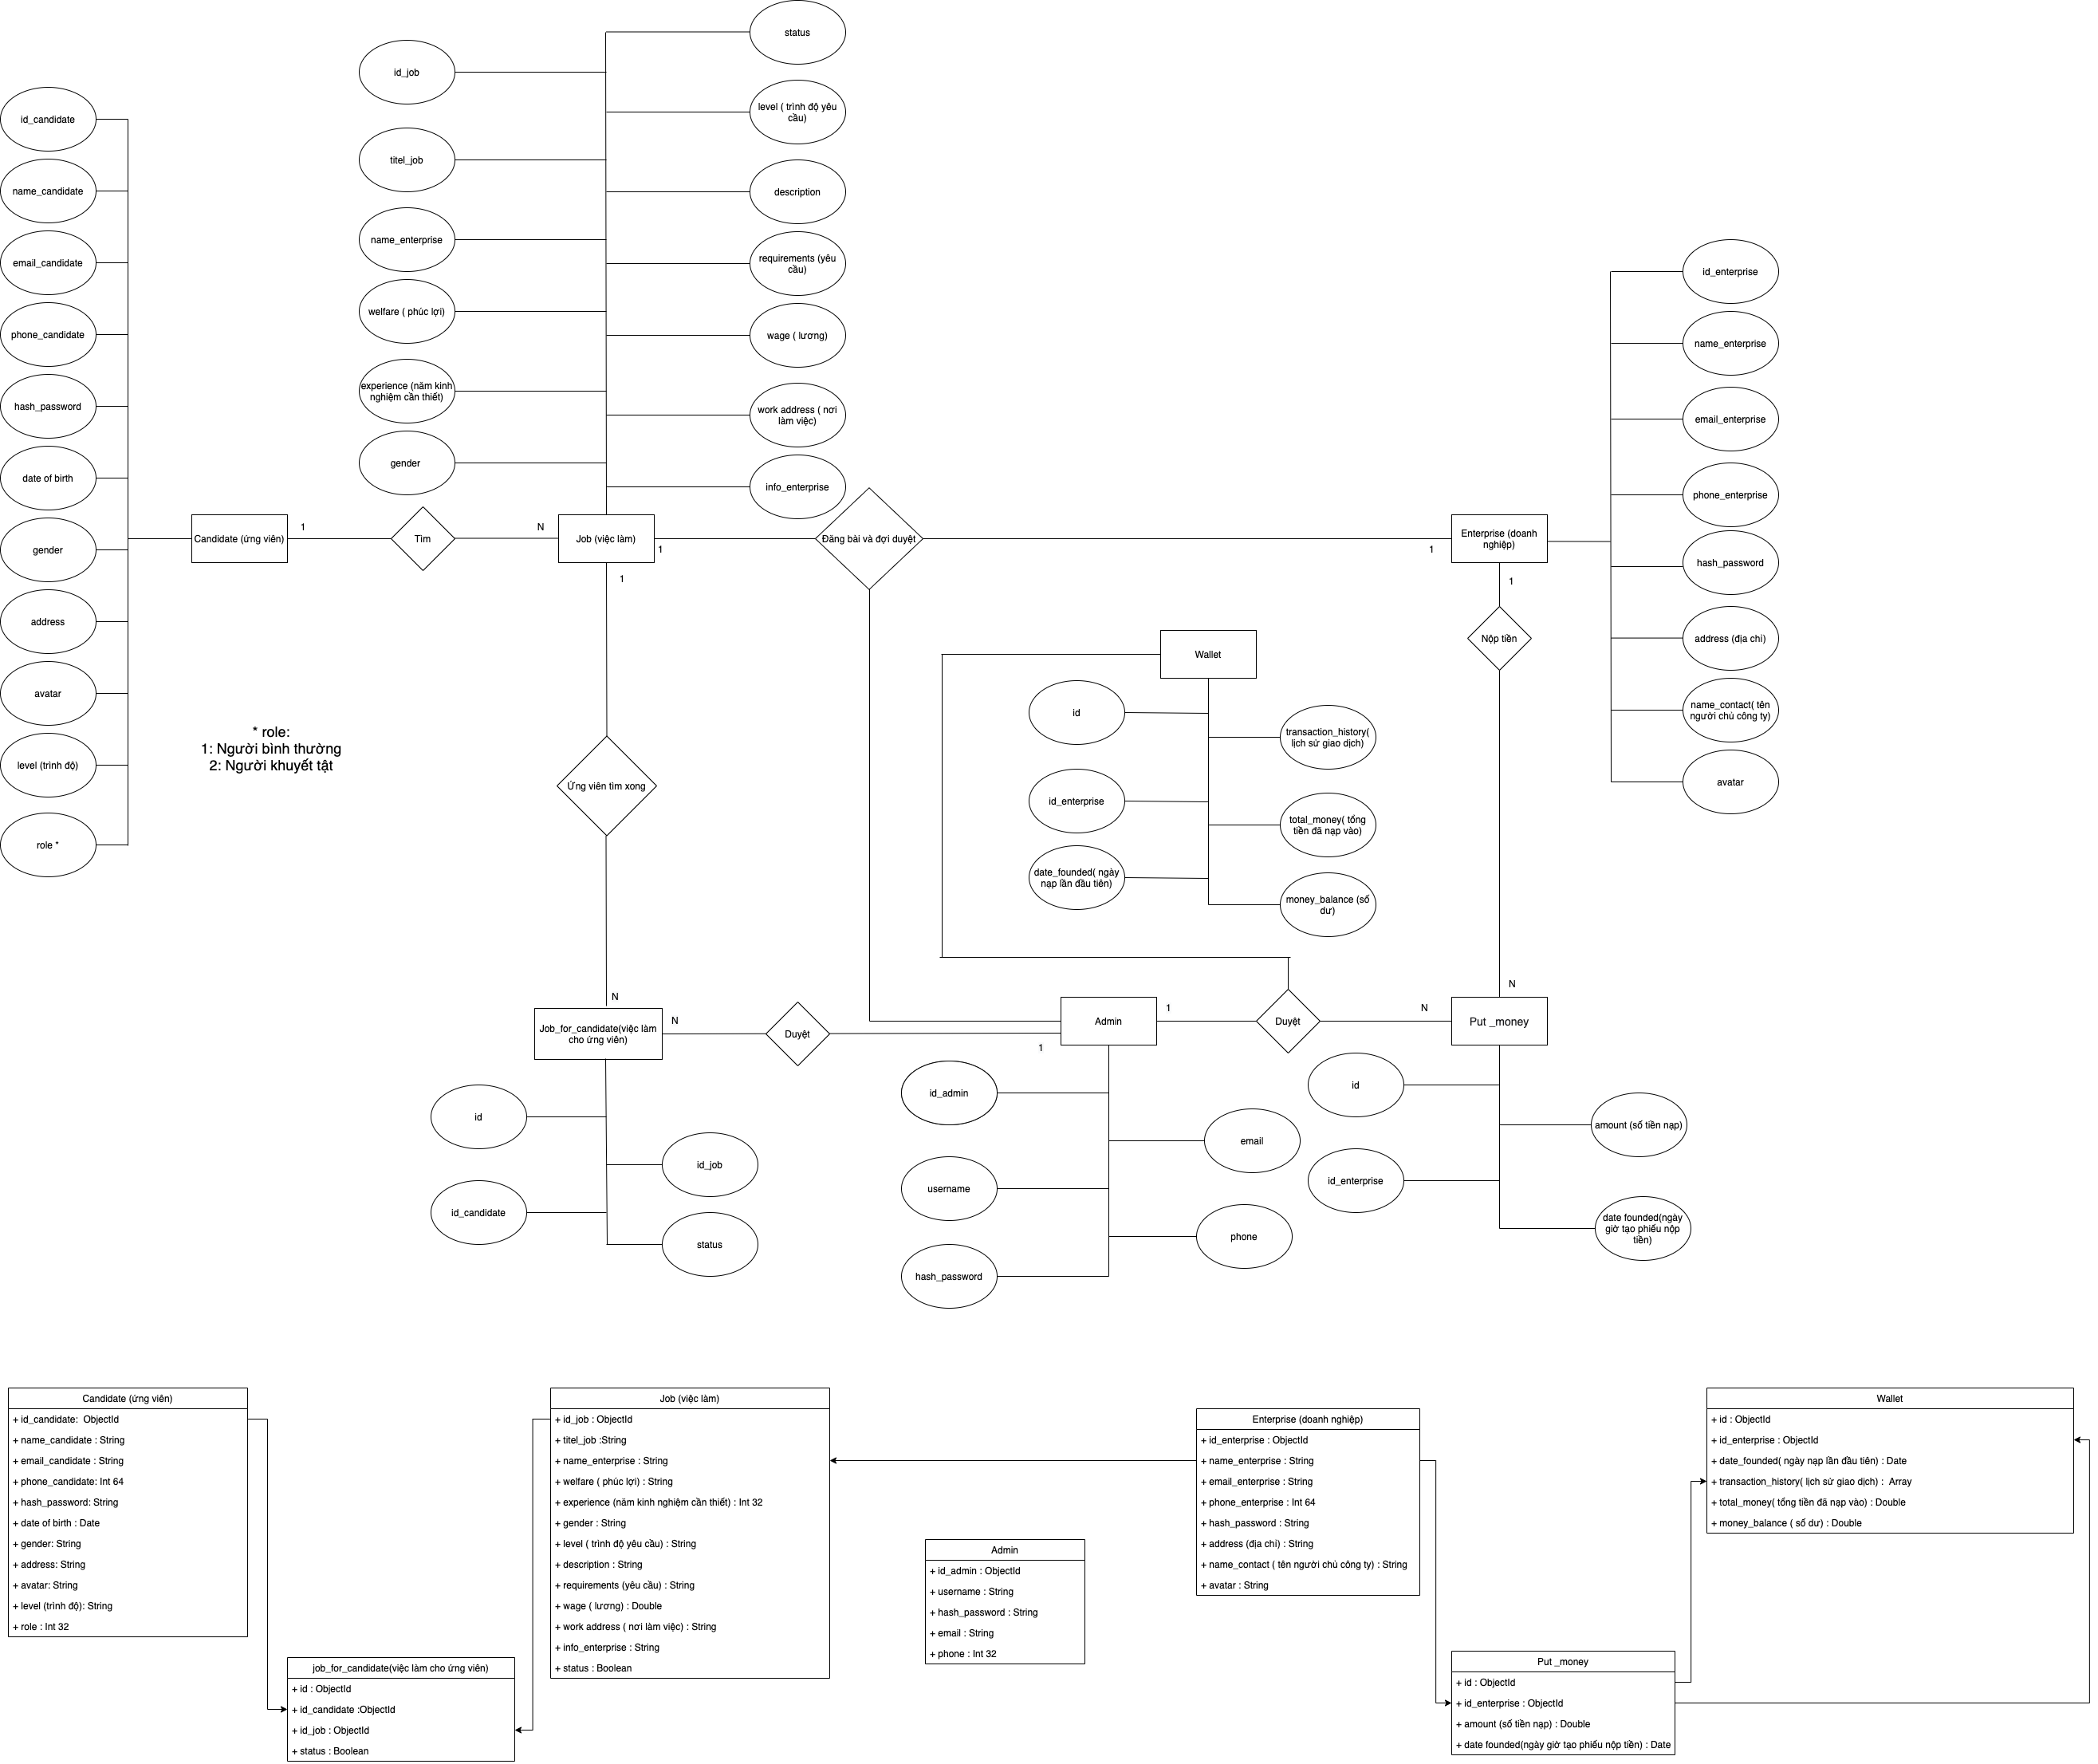 status
id_job
level ( trình độ yêu
cầu)
id_candidate
titel_job
name_candidate
description
name_enterprise
email_candidate
requirements (yêu
cầu)
id_enterprise
welfare ( phúc lợi)
phone_candidate
wage ( lương)
name_enterprise
experience (năm kinh
nghiệm cần thiết)
hash_password
work address ( nơi
làm việc)
email_enterprise
gender
date of birth
info_enterprise
phone_enterprise
1
N
Candidate (ứng viên)
Tìm
Job (việc làm)
1
Đăng bài và đợi duyệt
1
Enterprise (doanh
nghiệp)
gender
hash_password
1
1
address
Nộp tiền
address (địa chỉ)
Wallet
avatar
id
name_contact( tên
người chủ công ty)
* role:
1: Người bình thường
2: Người khuyết tật
transaction_history(
lịch sử giao dịch)
level (trình độ)
Ứng viên tìm xong
avatar
id_enterprise
total_money( tổng
tiền đã nạp vào)
role *
date_founded( ngày
nạp lần đầu tiên)
money_balance (số
dư)
N
N
Job_for_candidate(việc làm
cho ứng viên)
N
Duyệt
1
Admin
1
Duyệt
N
Put _money
id
id_admin
id
amount (số tiền nạp)
email
id_job
id_candidate
username
id_enterprise
date founded(ngày
giờ tạo phiếu nộp
tiền)
status
phone
hash_password
Candidate (ứng viên)
+ id_candidate:  ObjectId
+ name_candidate : String
+ email_candidate : String
+ phone_candidate: Int 64
+ hash_password: String
+ date of birth : Date
+ gender: String
+ address: String
+ avatar: String
+ level (trình độ): String
+ role : Int 32
job_for_candidate(việc làm cho ứng viên)
+ id : ObjectId
+ id_candidate :ObjectId
+ id_job : ObjectId
+ status : Boolean
Job (việc làm)
+ id_job : ObjectId
+ titel_job :String
+ name_enterprise : String
+ welfare ( phúc lợi) : String
+ experience (năm kinh nghiệm cần thiết) : Int 32
+ gender : String
+ level ( trình độ yêu cầu) : String
+ description : String
+ requirements (yêu cầu) : String
+ wage ( lương) : Double
+ work address ( nơi làm việc) : String
+ info_enterprise : String
+ status : Boolean
Admin
+ id_admin : ObjectId
+ username : String
+ hash_password : String
+ email : String
+ phone : Int 32
Enterprise (doanh nghiệp)
+ id_enterprise : ObjectId
+ name_enterprise : String
+ email_enterprise : String
+ phone_enterprise : Int 64
+ hash_password : String
+ address (địa chỉ) : String
+ name_contact ( tên người chủ công ty) : String
+ avatar : String
Put _money
+ id : ObjectId
+ id_enterprise : ObjectId
+ amount (số tiền nạp) : Double
+ date founded(ngày giờ tạo phiếu nộp tiền) : Date
Wallet
+ id : ObjectId
+ id_enterprise : ObjectId
+ date_founded( ngày nạp lần đầu tiên) : Date
+ transaction_history( lịch sử giao dịch) :  Array
+ total_money( tổng tiền đã nạp vào) : Double
+ money_balance ( số dư) : Double